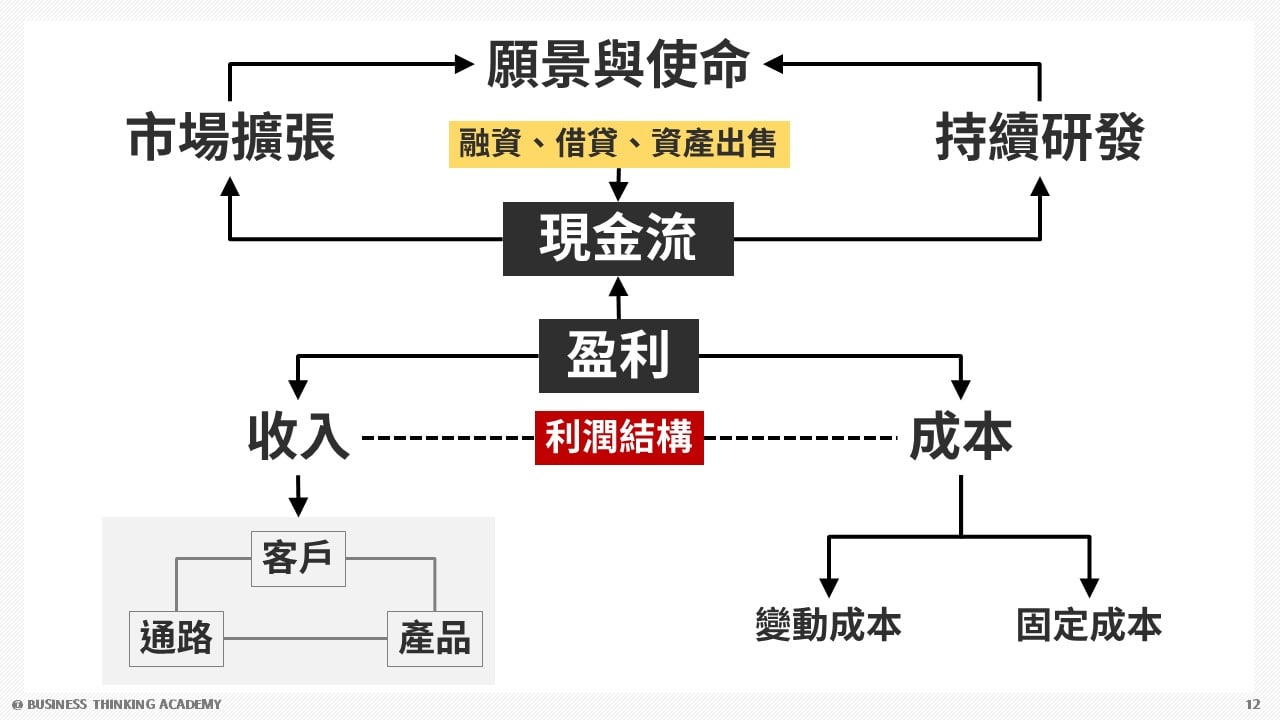 願景與使命
市場擴張
融資、借貸、資產出售
持續研發
現金流
盈利
收入
利潤結構
成本
客戶
通路
產品
變動成本
固定成本
@ BUSINESS THINKING ACADEMY
12